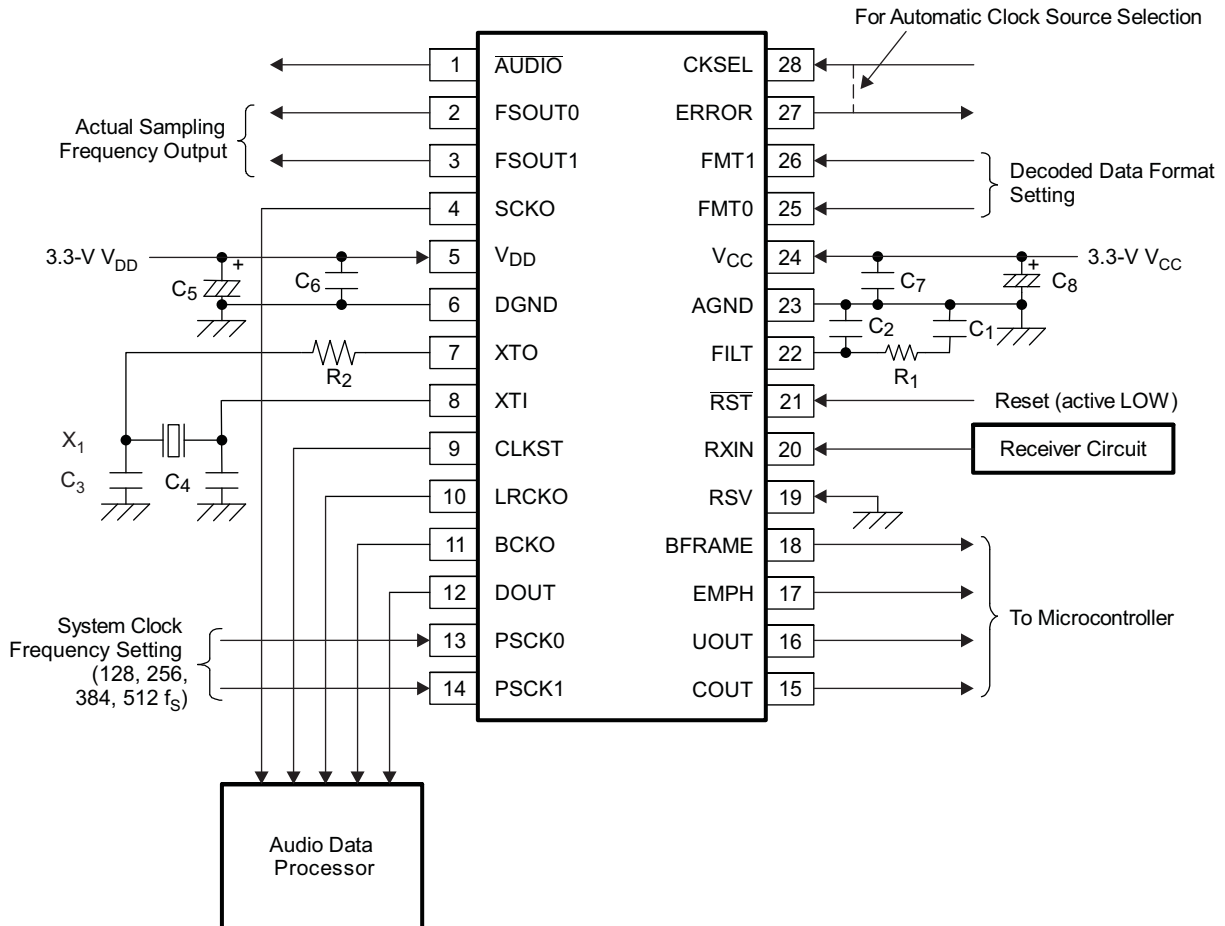 For Automatic Clock Source Selection
1 AUDIO CKSEL 28
2 FSOUT0 ERROR 27
Actual Sampling
Frequency Output
3 FSOUT1 FMT1 26
Decoded Data Format
Setting
4 SCKO FMT0 25
3.3-V VDD 5 VDD VCC 24 3.3-V VCC
+ C5 C6 C7 + C8
6 DGND AGND 23
C2 C1
7 XTO FILT 22
R2 R1
8 XTI RST 21 Reset (active LOW)
X1 9 CLKST RXIN 20 Receiver Circuit
C3 C4
10 LRCKO RSV 19
11 BCKO BFRAME 18
12 DOUT EMPH 17
To Microcontroller
System Clock
Frequency Setting
(128, 256,
384, 512 fS)
13 PSCK0 UOUT 16
14 PSCK1 COUT 15
Audio Data
Processor